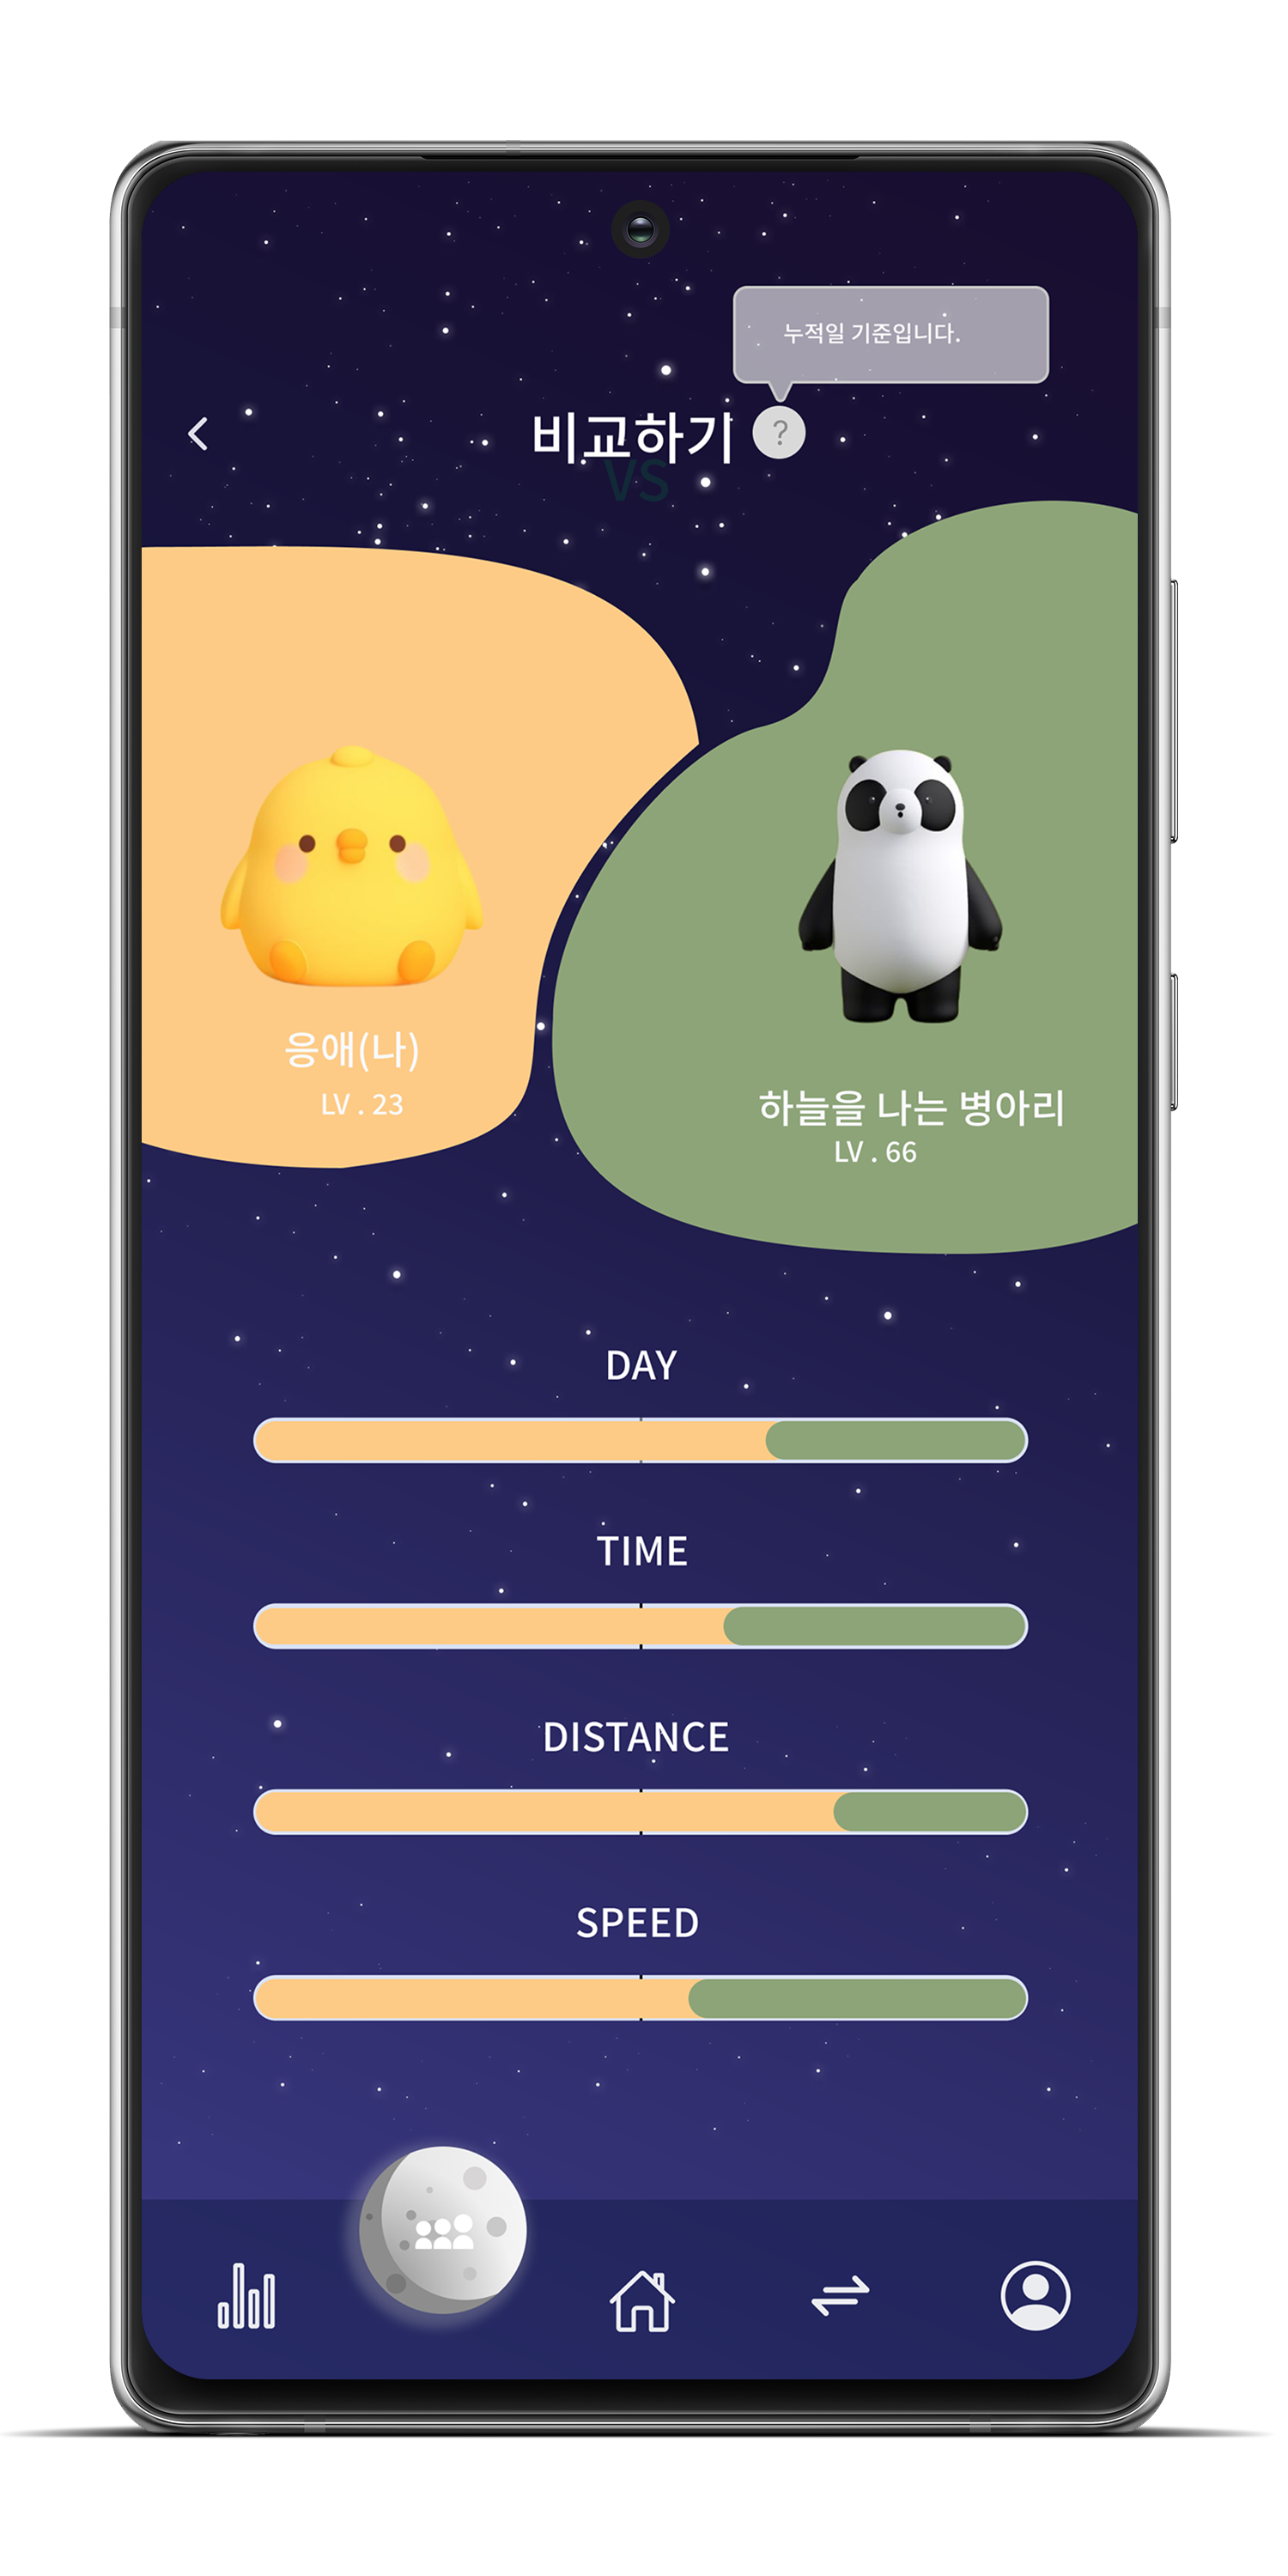 누적일 기준입니다.
비교하기 ?
VS
응애(나)
LV . 23
하늘을 나는 병아리
LV . 66
DAY
TIME
DISTANCE
SPEED